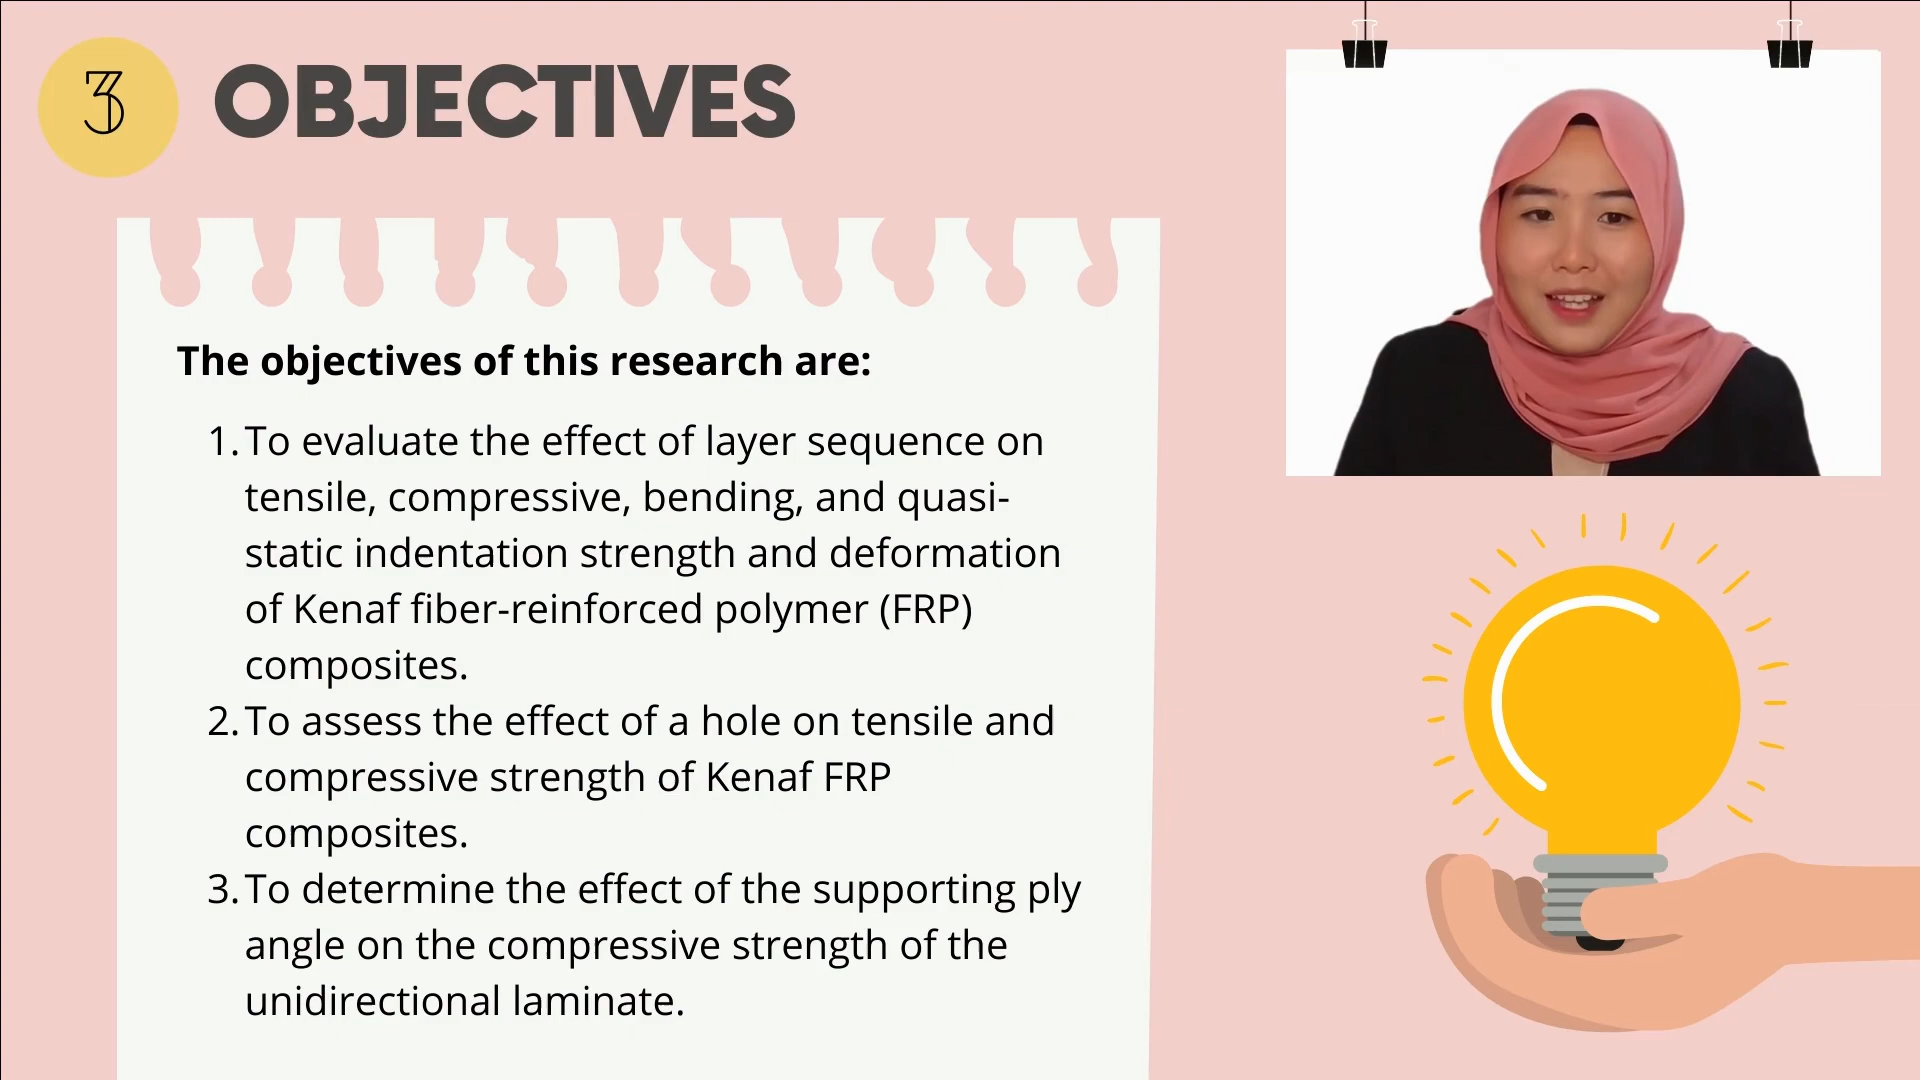 3
OBJECTIVES
The objectives of this research are:
1. To evaluate the effect of layer sequence on
tensile, compressive, bending, and quasi-
static indentation strength and deformation
of Kenaf fiber-reinforced polymer (FRP)
composites.
2. To assess the effect of a hole on tensile and
compressive strength of Kenaf FRP
composites.
3. To determine the effect of the supporting ply
angle on the compressive strength of the
unidirectional laminate.